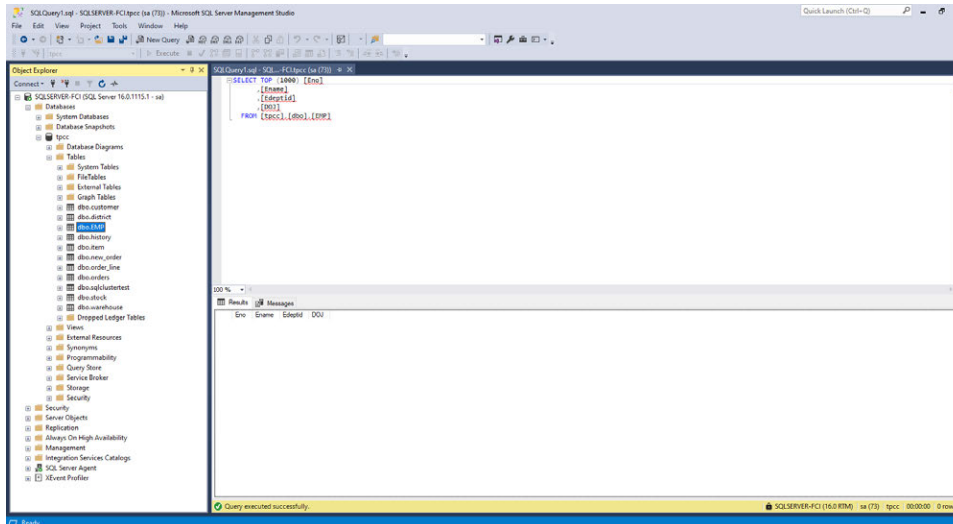 SQLQuery1.sql - SQLSERVER-FCI.tpcc (sa (73)) - Microsoft SQL Server Management Studio
Quick Launch (Ctrl+Q)
File Edit View Project Tools Window Help
New Query
tpcc
Execute
Object Explorer
SQLQuery1.sql - SQL...-FCI.tpcc (sa (73))
Connect
SQLSERVER-FCI (SQL Server 16.0.1115.1 - sa)
Databases
System Databases
Database Snapshots
tpcc
Database Diagrams
Tables
System Tables
FileTables
External Tables
Graph Tables
dbo.customer
dbo.district
dbo.EMP
dbo.history
dbo.item
dbo.new_order
dbo.order_line
dbo.orders
dbo.sqlclustertest
dbo.stock
dbo.warehouse
Dropped Ledger Tables
Views
External Resources
Synonyms
Programmability
Query Store
Service Broker
Storage
Security
Security
Server Objects
Replication
Always On High Availability
Management
Integration Services Catalogs
SQL Server Agent
XEvent Profiler
SELECT TOP (1000) [Eno]
,[Ename]
,[Edeptid]
,[DOJ]
FROM [tpcc].[dbo].[EMP]
100 %
Results Messages
Eno Ename Edeptid DOJ
Query executed successfully.
SQLSERVER-FCI (16.0 RTM) sa (73) tpcc 00:00:00 0 row
Ready